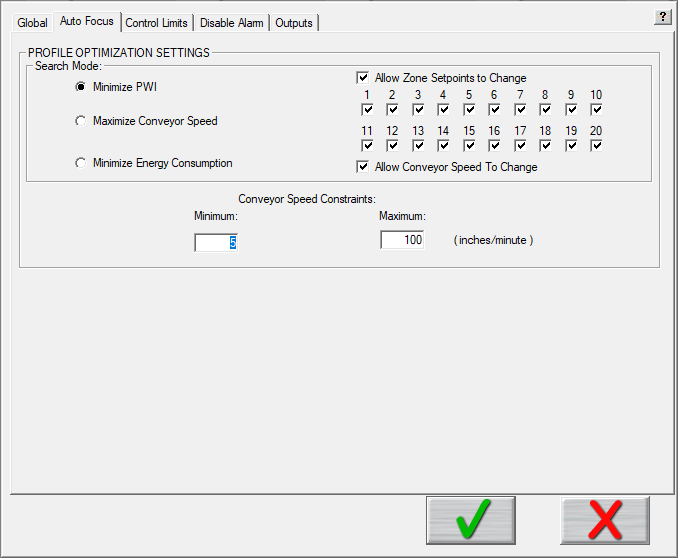 Global Auto Focus Control Limits Disable Alarm Outputs ?
PROFILE OPTIMIZATION SETTINGS
Search Mode:
Minimize PWI
Maximize Conveyor Speed
Minimize Energy Consumption
Allow Zone Setpoints to Change
1 2 3 4 5 6 7 8 9 10
11 12 13 14 15 16 17 18 19 20
Allow Conveyor Speed To Change
Conveyor Speed Constraints:
Minimum: Maximum:
5 100 ( inches/minute )